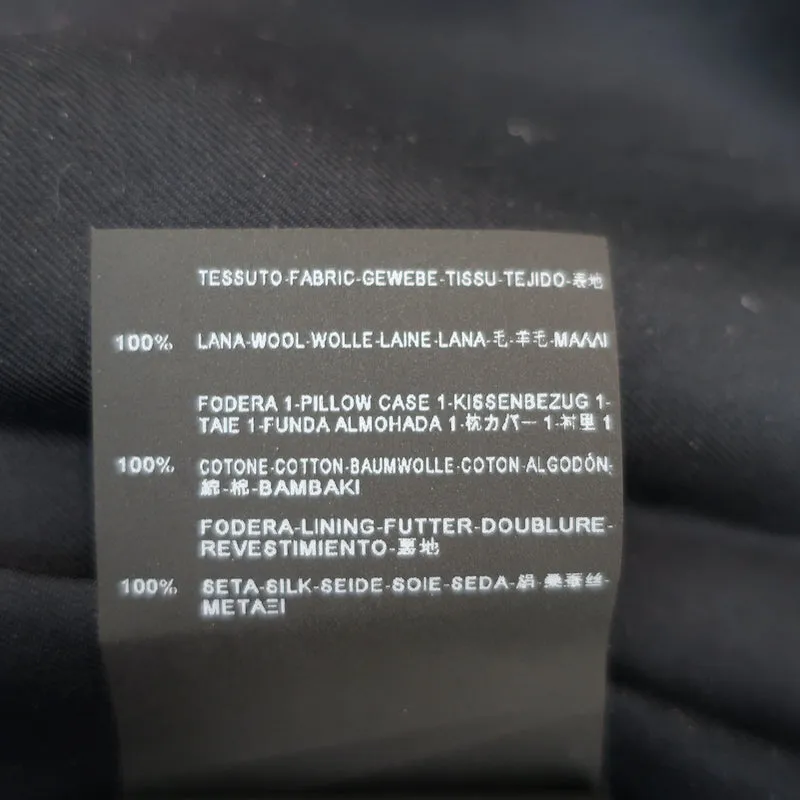 TESSUTO-FABRIC-GEWEBE-TISSU-TEJIDO-表地
100% LANA-WOOL-WOLLE-LAINE-LANA-毛-羊毛-ΜΑΛΛΙ
FODERA 1-PILLOW CASE 1-KISSENBEZUG 1-
TAIE 1-FUNDA ALMOHADA 1-枕カバー 1-衬里 1
100% COTONE-COTTON-BAUMWOLLE-COTON-ALGODÓN-
綿-棉-BAMBAKI
FODERA-LINING-FUTTER-DOUBLURE-
REVESTIMIENTO-裏地
100% SETA-SILK-SEIDE-SOIE-SEDA-絹-桑蚕丝-
ΜΕΤΑΞΙ